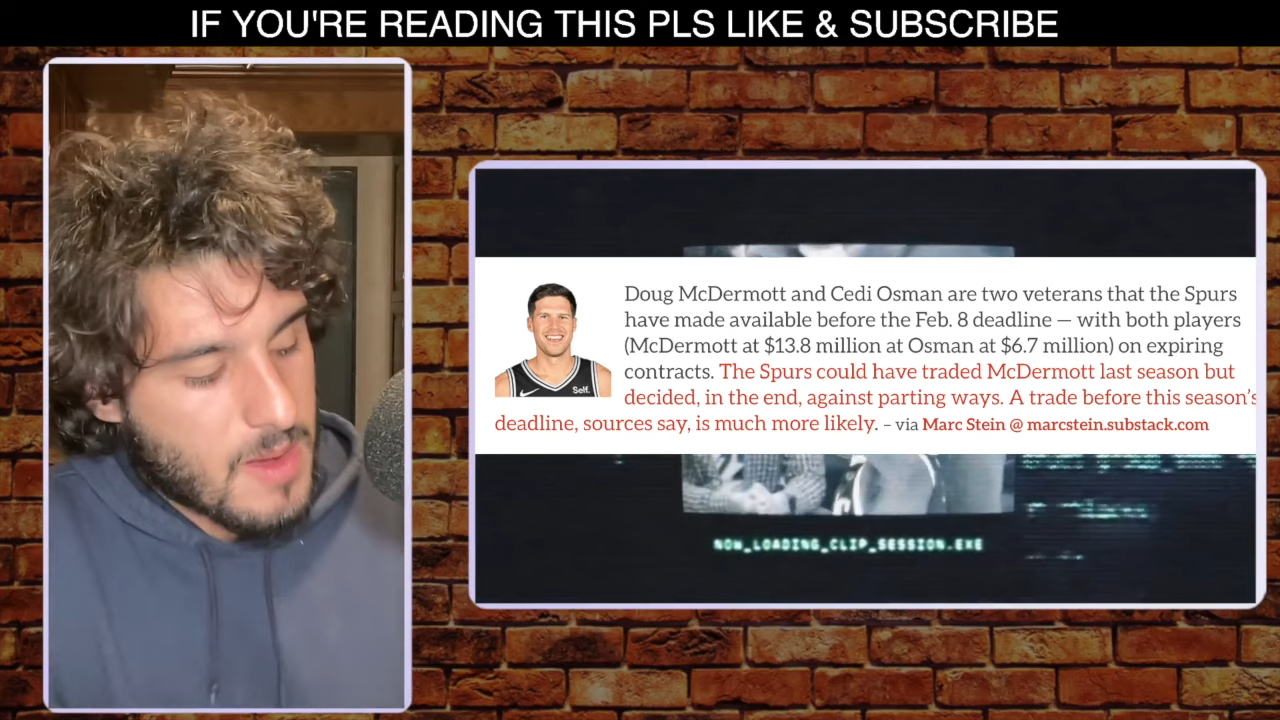 IF YOU'RE READING THIS PLS LIKE & SUBSCRIBE
Doug McDermott and Cedi Osman are two veterans that the Spurs
have made available before the Feb. 8 deadline — with both players
(McDermott at $13.8 million at Osman at $6.7 million) on expiring
contracts. The Spurs could have traded McDermott last season but
decided, in the end, against parting ways. A trade before this season's
deadline, sources say, is much more likely. – via Marc Stein @ marcstein.substack.com
Self.
NOW_LOADING_CLIP_SESSION.EXE